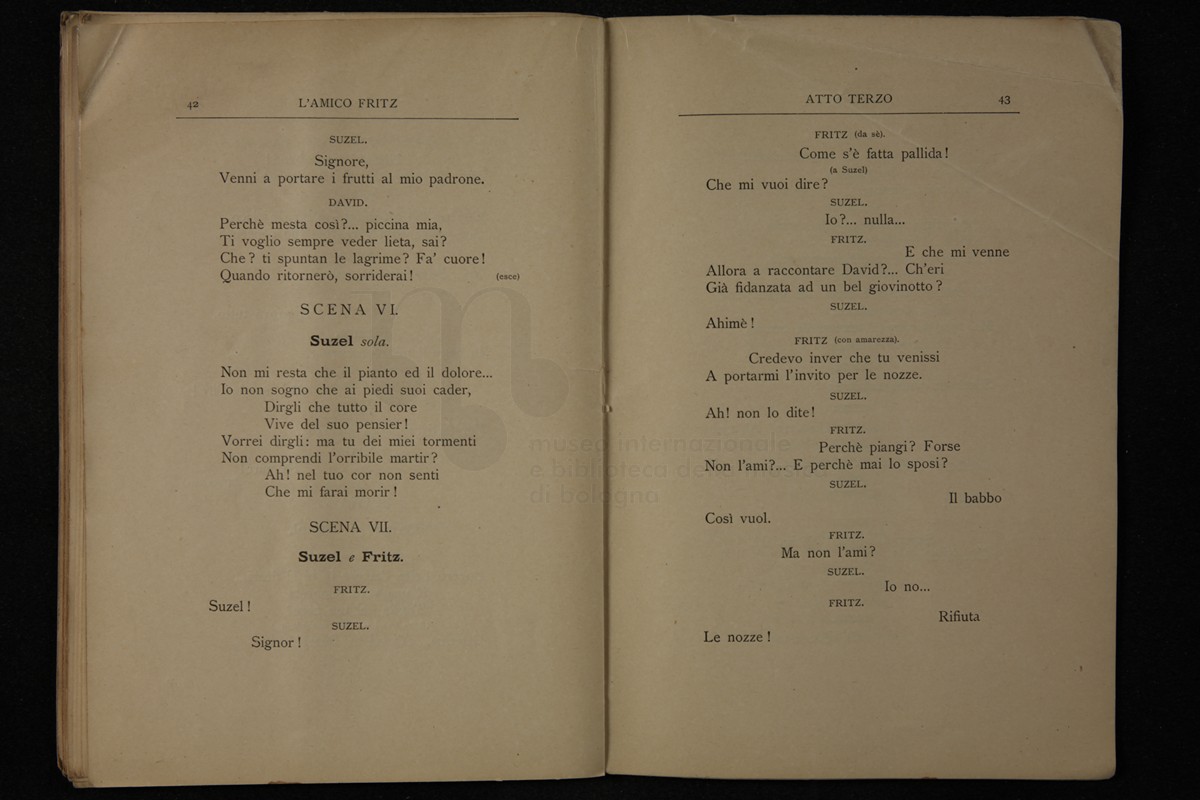 42 L'AMICO FRITZ
SUZEL.
Signore,
Venni a portare i frutti al mio padrone.
DAVID.
Perchè mesta così?... piccina mia,
Ti voglio sempre veder lieta, sai?
Che? ti spuntan le lagrime? Fa' cuore!
Quando ritornerò, sorriderai! (esce)
SCENA VI.
Suzel sola.
Non mi resta che il pianto ed il dolore...
Io non sogno che ai piedi suoi cader,
Dirgli che tutto il core
Vive del suo pensier!
Vorrei dirgli: ma tu dei miei tormenti
Non comprendi l'orribile martir?
Ah! nel tuo cor non senti
Che mi farai morir!
SCENA VII.
Suzel e Fritz.
FRITZ.
Suzel!
SUZEL.
Signor!
ATTO TERZO 43
FRITZ (da sè).
Come s'è fatta pallida!
(a Suzel)
Che mi vuoi dire?
SUZEL.
Io?... nulla...
FRITZ.
E che mi venne
Allora a raccontare David?... Ch'eri
Già fidanzata ad un bel giovinotto?
SUZEL.
Ahimè!
FRITZ (con amarezza).
Credevo inver che tu venissi
A portarmi l'invito per le nozze.
SUZEL.
Ah! non lo dite!
FRITZ.
Perchè piangi? Forse
Non l'ami?... E perchè mai lo sposi?
SUZEL.
Il babbo
Così vuol.
FRITZ.
Ma non l'ami?
SUZEL.
Io no...
FRITZ.
Rifiuta
Le nozze!
museo internazionale
e biblioteca della musica
di bologna